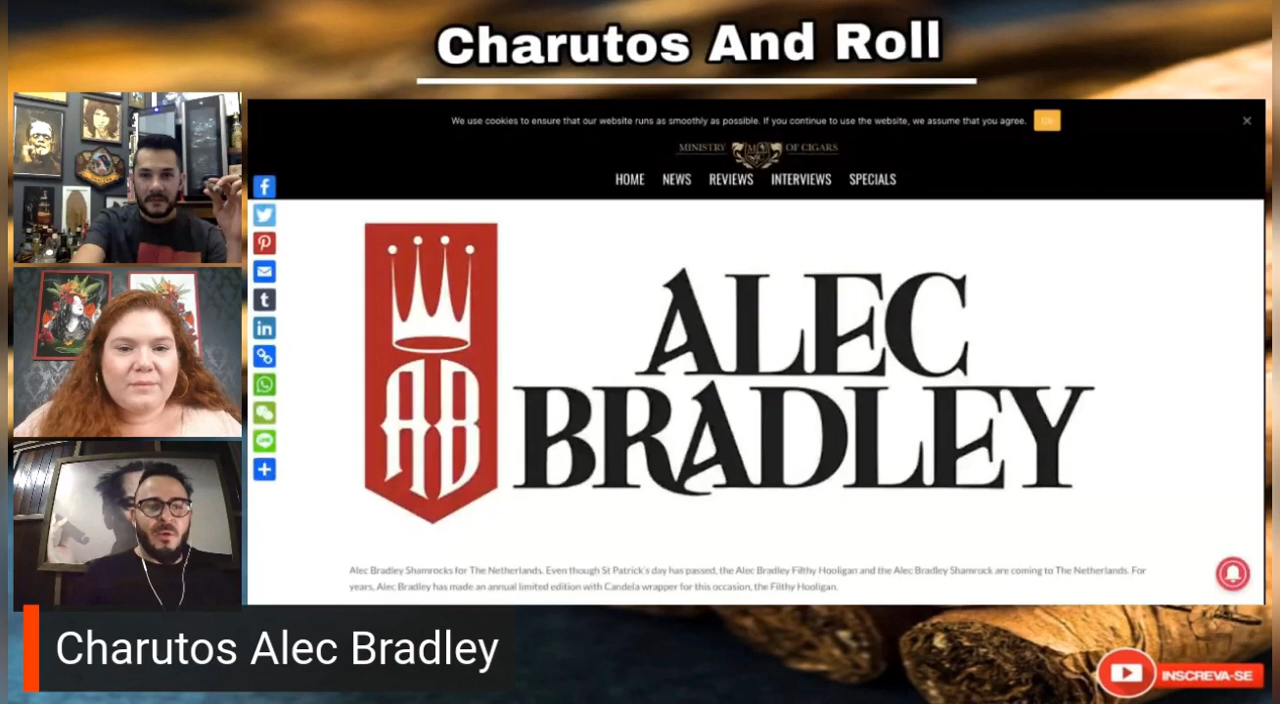 Charutos And Roll
We use cookies to ensure that our website runs as smoothly as possible. If you continue to use the website, we assume that you agree.
Ok
MINISTRY OF CIGARS
HOME NEWS REVIEWS INTERVIEWS SPECIALS
AB
ALEC
BRADLEY
Alec Bradley Shamrocks for The Netherlands. Even though St Patrick's day has passed, the Alec Bradley Filthy Hooligan and the Alec Bradley Shamrock are coming to The Netherlands. For
years, Alec Bradley has made an annual limited edition with Candela wrapper for this occasion, the Filthy Hooligan.
Charutos Alec Bradley
INSCREVA-SE